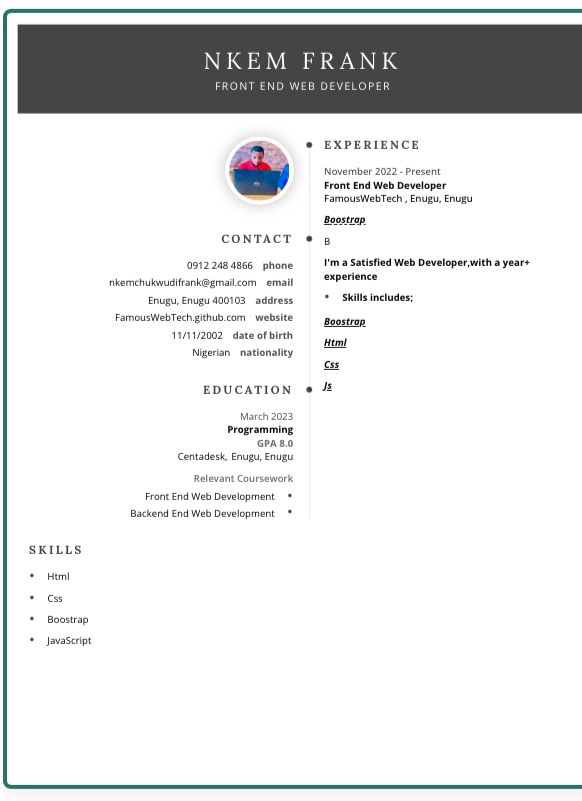 NKEM FRANK
FRONT END WEB DEVELOPER
CONTACT
0912 248 4866 phone
nkemchukwudifrank@gmail.com email
Enugu, Enugu 400103 address
FamousWebTech.github.com website
11/11/2002 date of birth
Nigerian nationality
EDUCATION
March 2023
Programming
GPA 8.0
Centadesk, Enugu, Enugu
Relevant Coursework
Front End Web Development •
Backend End Web Development •
EXPERIENCE
November 2022 - Present
Front End Web Developer
FamousWebTech , Enugu, Enugu
Boostrap
B
I'm a Satisfied Web Developer,with a year+
experience
• Skills includes;
Boostrap
Html
Css
Js
SKILLS
• Html
• Css
• Boostrap
• JavaScript